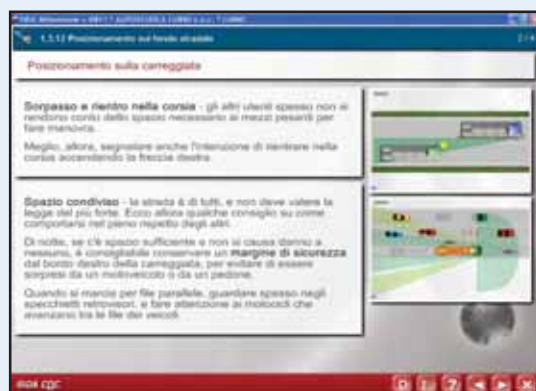 1.3.12 Posizionamento sul fondo stradale
2/4
Posizionamento sulla carreggiata
Sorpasso e rientro nella corsia - gli altri utenti spesso non si
rendono conto dello spazio necessario ai mezzi pesanti per
fare manovra.
Meglio, allora, segnalare anche l'intenzione di rientrare nella
corsia accendendo la freccia destra.
Spazio condiviso - la strada è di tutti, e non deve valere la
legge del più forte. Ecco allora qualche consiglio su come
comportarsi nel pieno rispetto degli altri.
Di notte, se c'è spazio sufficiente e non si causa danno a
nessuno, è consigliabile conservare un margine di sicurezza
dal bordo destro della carreggiata, per evitare di essere
sorpresi da un motoveicolo o da un pedone.
Quando si marcia per file parallele, guardare spesso negli
specchietti retrovisori, e fare attenzione ai motocicli che
avanzano tra le file dei veicoli.
CQC
D ? X